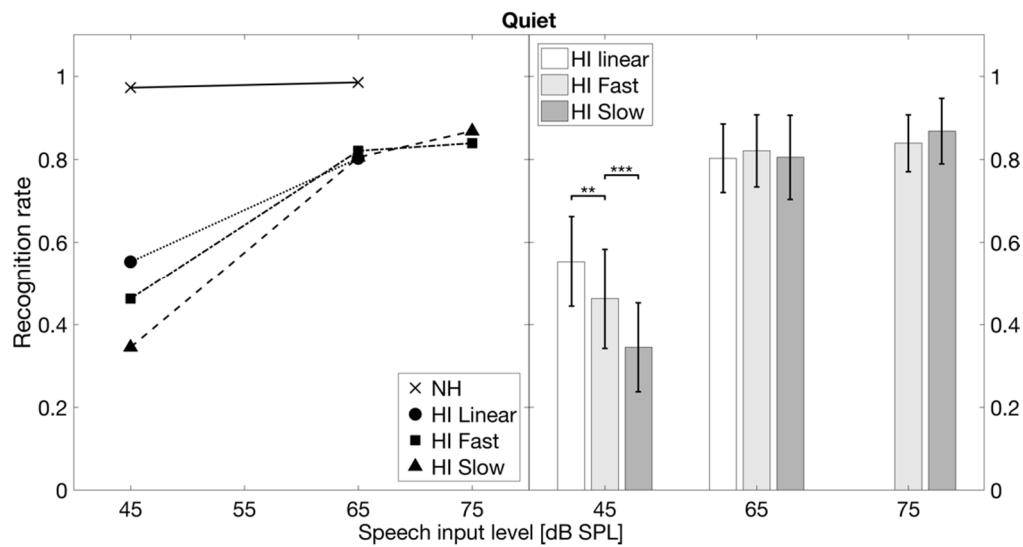 Quiet
Recognition rate
1
0.8
0.6
0.4
0.2
0
NH
HI Linear
HI Fast
HI Slow
45
55
65
75
HI linear
HI Fast
HI Slow
**
***
1
0.8
0.6
0.4
0.2
0
45
65
75
Speech input level [dB SPL]